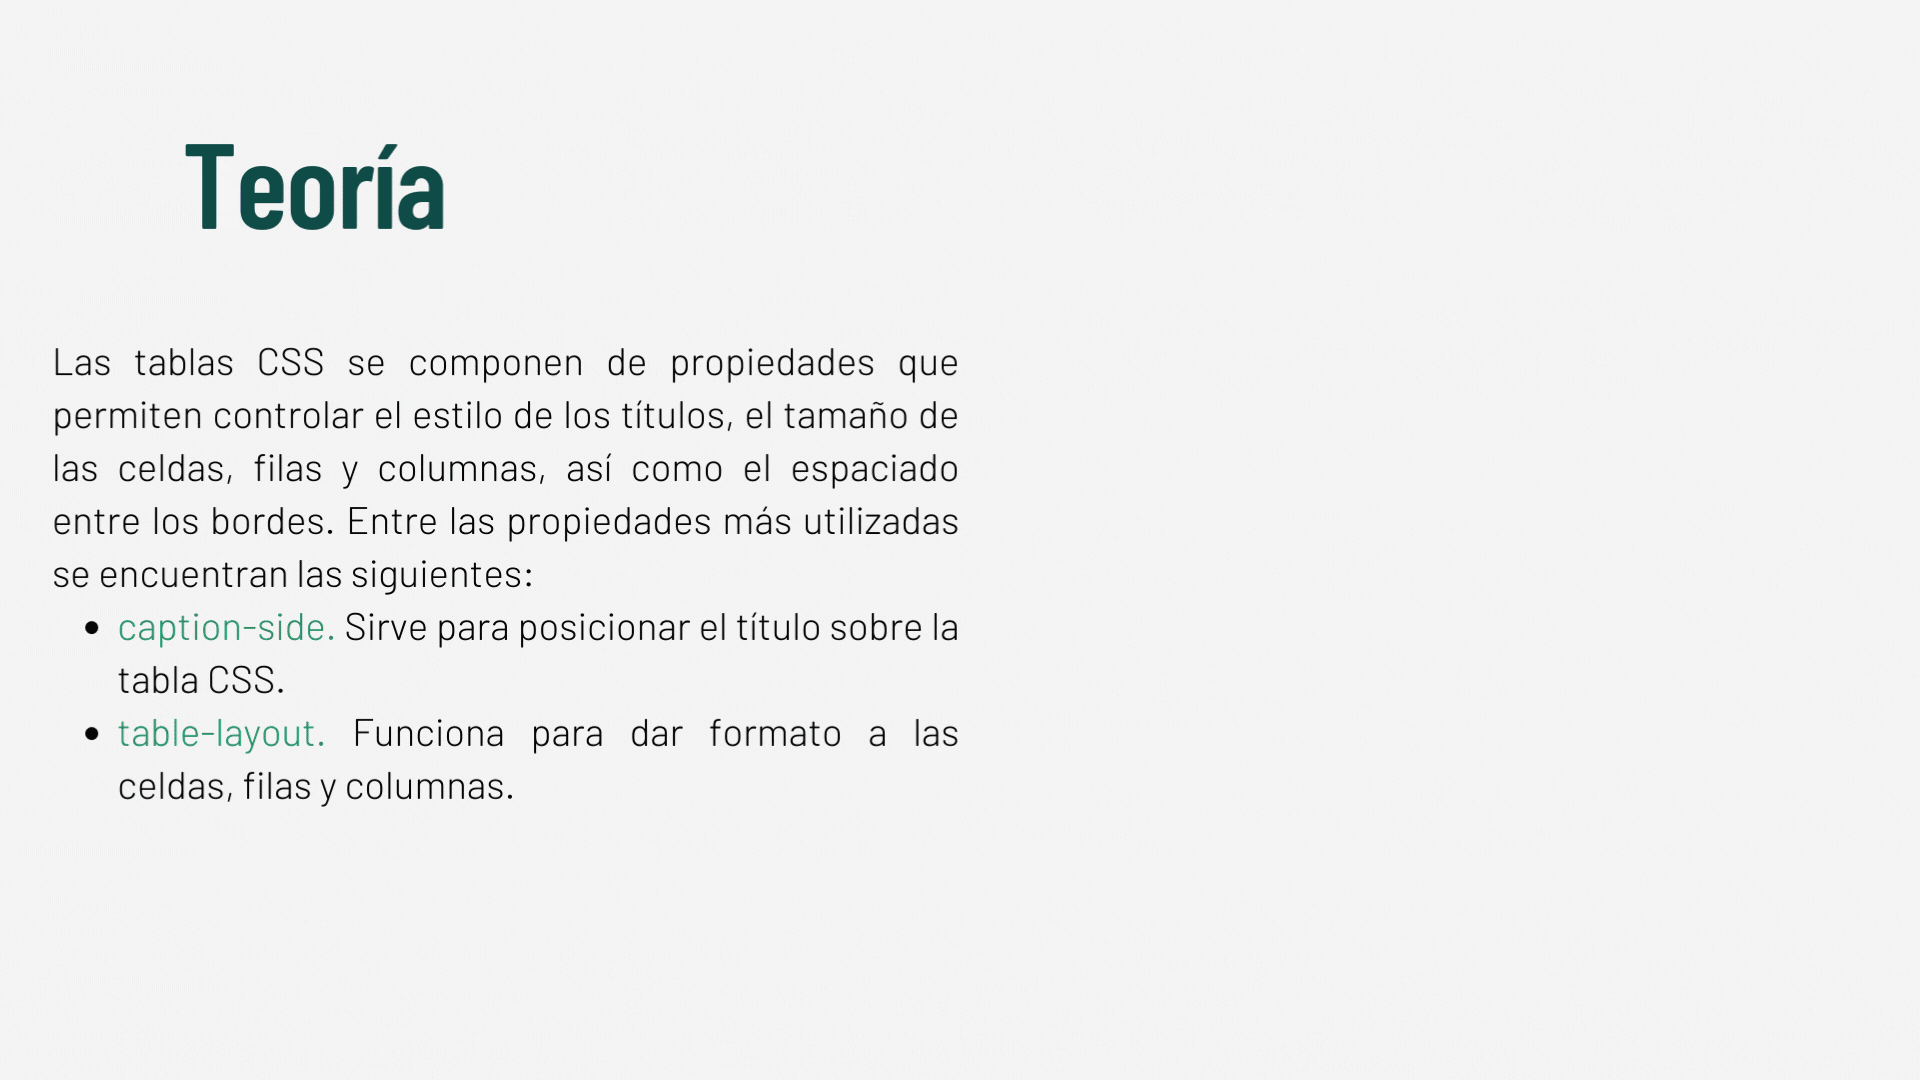 Teoría
Las tablas CSS se componen de propiedades que
permiten controlar el estilo de los títulos, el tamaño de
las celdas, filas y columnas, así como el espaciado
entre los bordes. Entre las propiedades más utilizadas
se encuentran las siguientes:
• caption-side. Sirve para posicionar el título sobre la
tabla CSS.
• table-layout. Funciona para dar formato a las
celdas, filas y columnas.